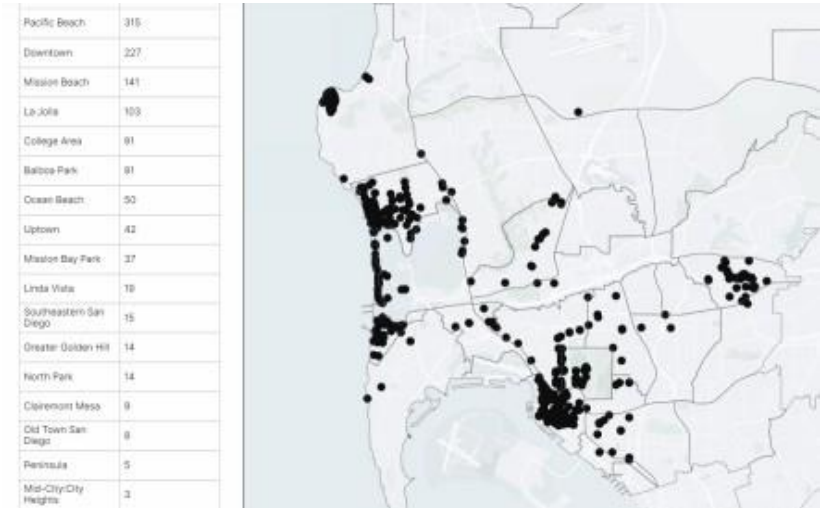 Pacific Beach 315
Downtown 227
Mission Beach 141
La Jolla 103
College Area 91
Balboa Park 81
Ocean Beach 50
Uptown 42
Mission Bay Park 37
Linda Vista 19
Southeastern San
Diego 15
Greater Golden Hill 14
North Park 14
Clairemont Mesa 9
Old Town San
Diego 8
Peninsula 5
Mid-City:City
Heights 3